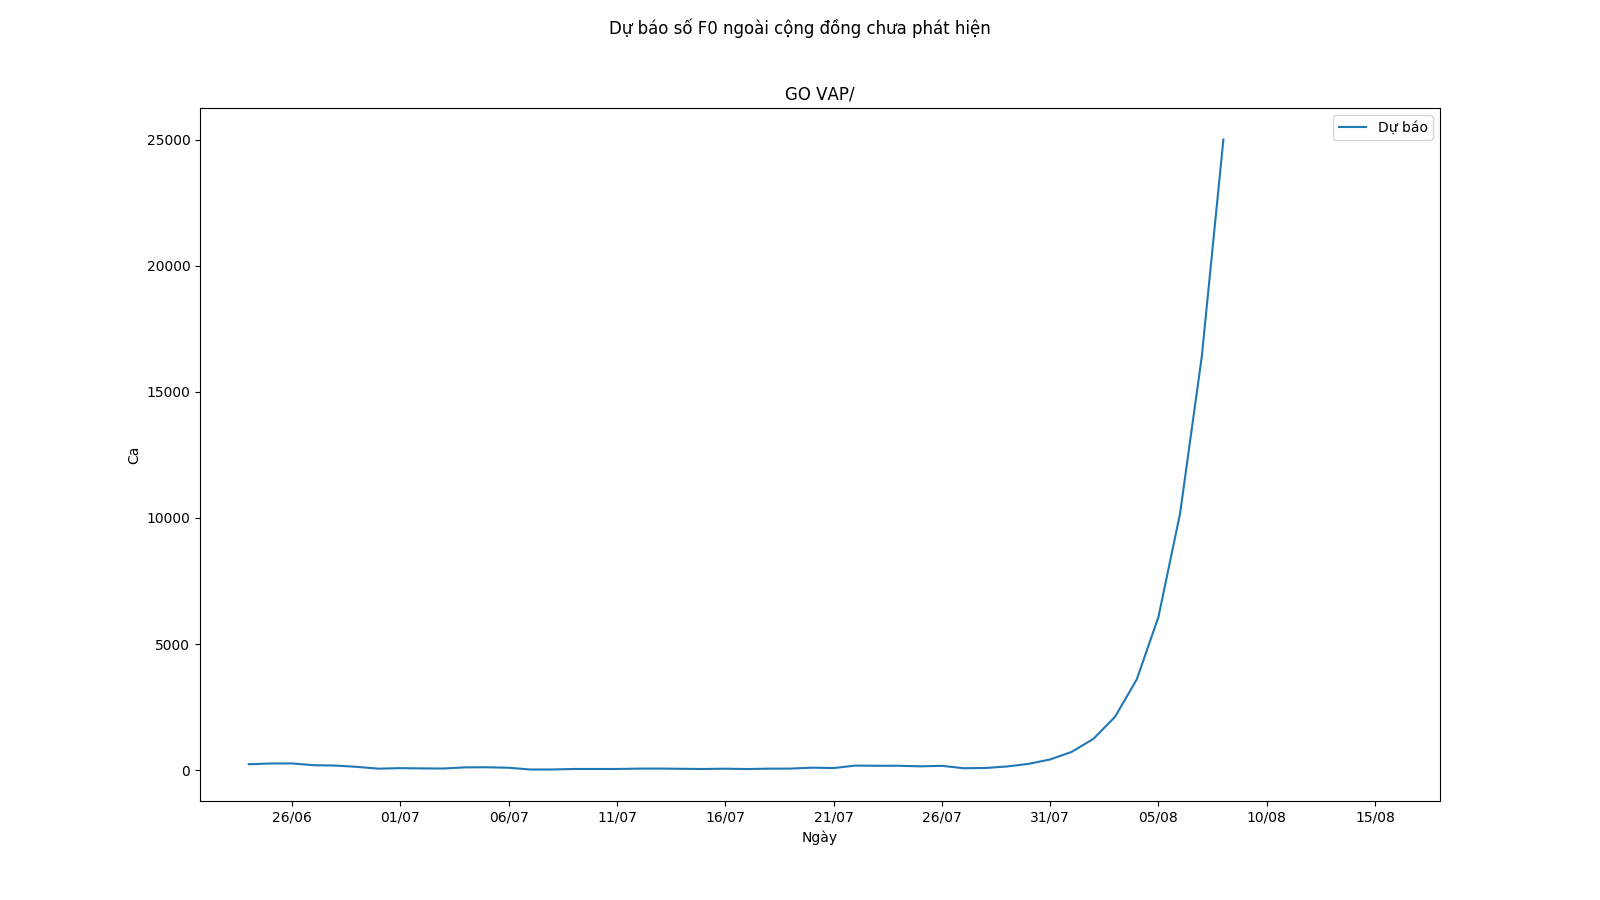 Dự báo số F0 ngoài cộng đồng chưa phát hiện
GO VAP/
Dự báo
25000
20000
15000
10000
5000
0
Ca
26/06 01/07 06/07 11/07 16/07 21/07 26/07 31/07 05/08 10/08 15/08
Ngày